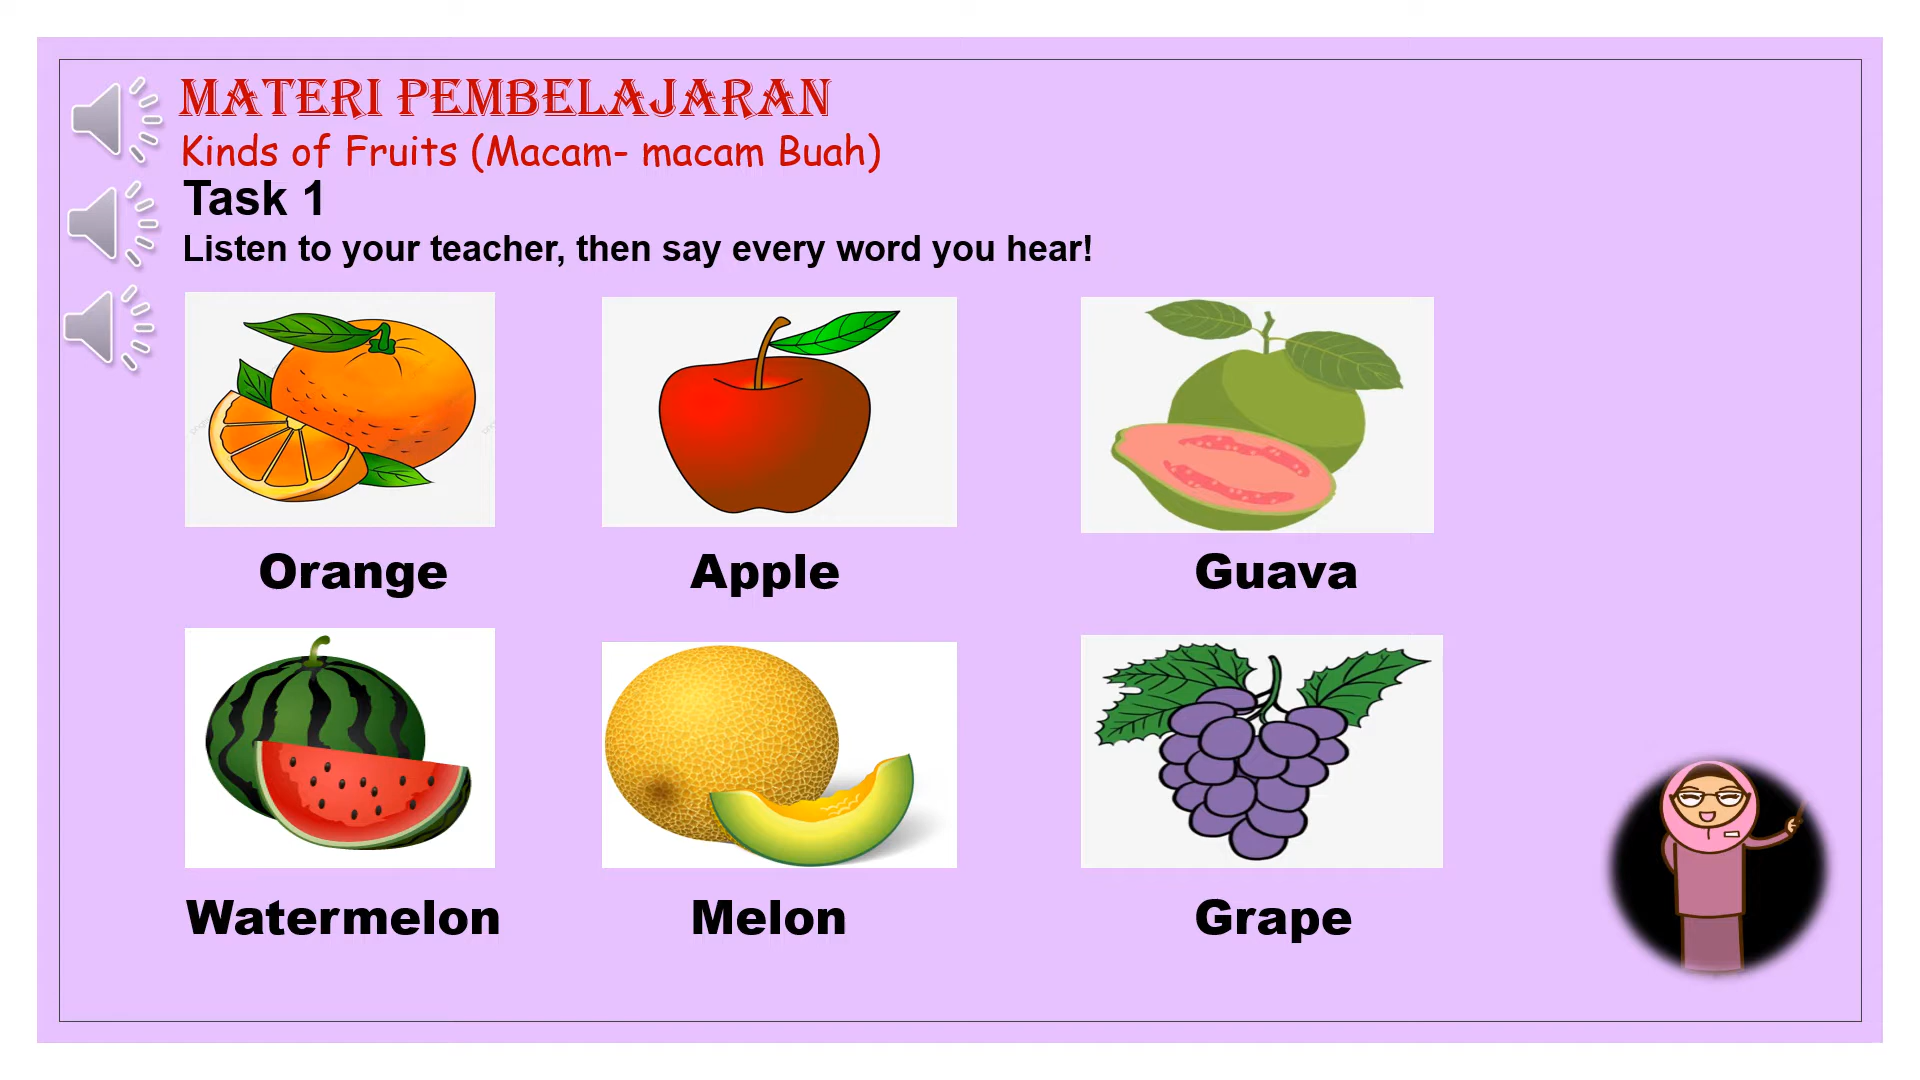 MATERI PEMBELAJARAN
Kinds of Fruits (Macam- macam Buah)
Task 1
Listen to your teacher, then say every word you hear!
Orange Apple Guava
Watermelon Melon Grape